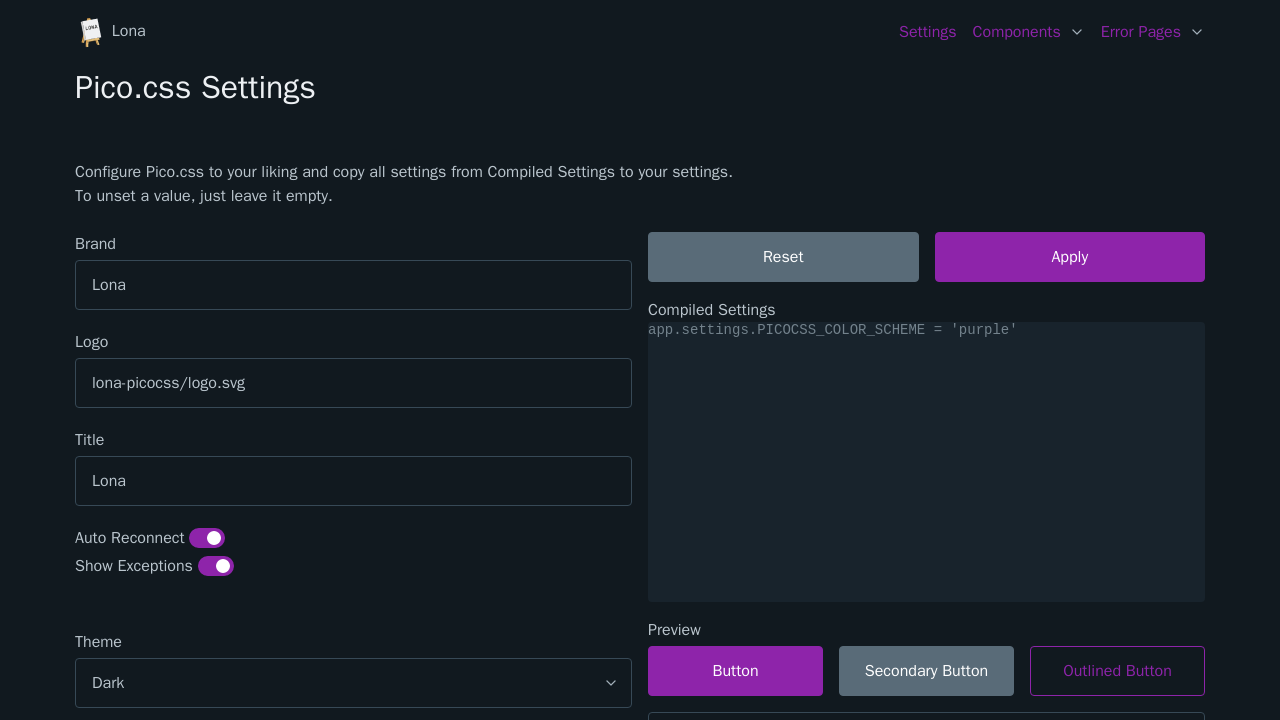 LONA
Lona
Settings
Components
Error Pages
Pico.css Settings
Configure Pico.css to your liking and copy all settings from Compiled Settings to your settings.
To unset a value, just leave it empty.
Brand
Lona
Logo
lona-picocss/logo.svg
Title
Lona
Auto Reconnect
Show Exceptions
Theme
Dark
Reset
Apply
Compiled Settings
app.settings.PICOCSS_COLOR_SCHEME = 'purple'
Preview
Button
Secondary Button
Outlined Button